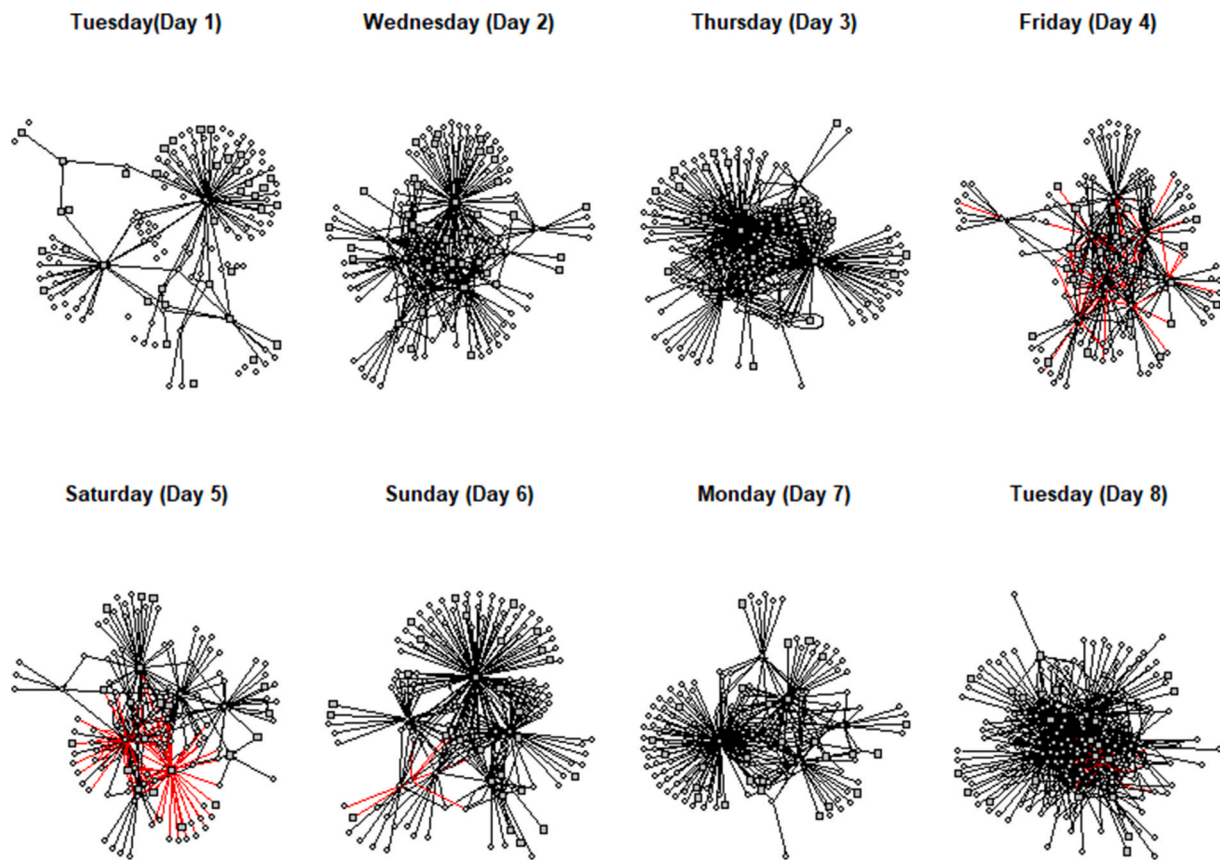 Tuesday(Day 1)
Wednesday (Day 2)
Thursday (Day 3)
Friday (Day 4)
Saturday (Day 5)
Sunday (Day 6)
Monday (Day 7)
Tuesday (Day 8)